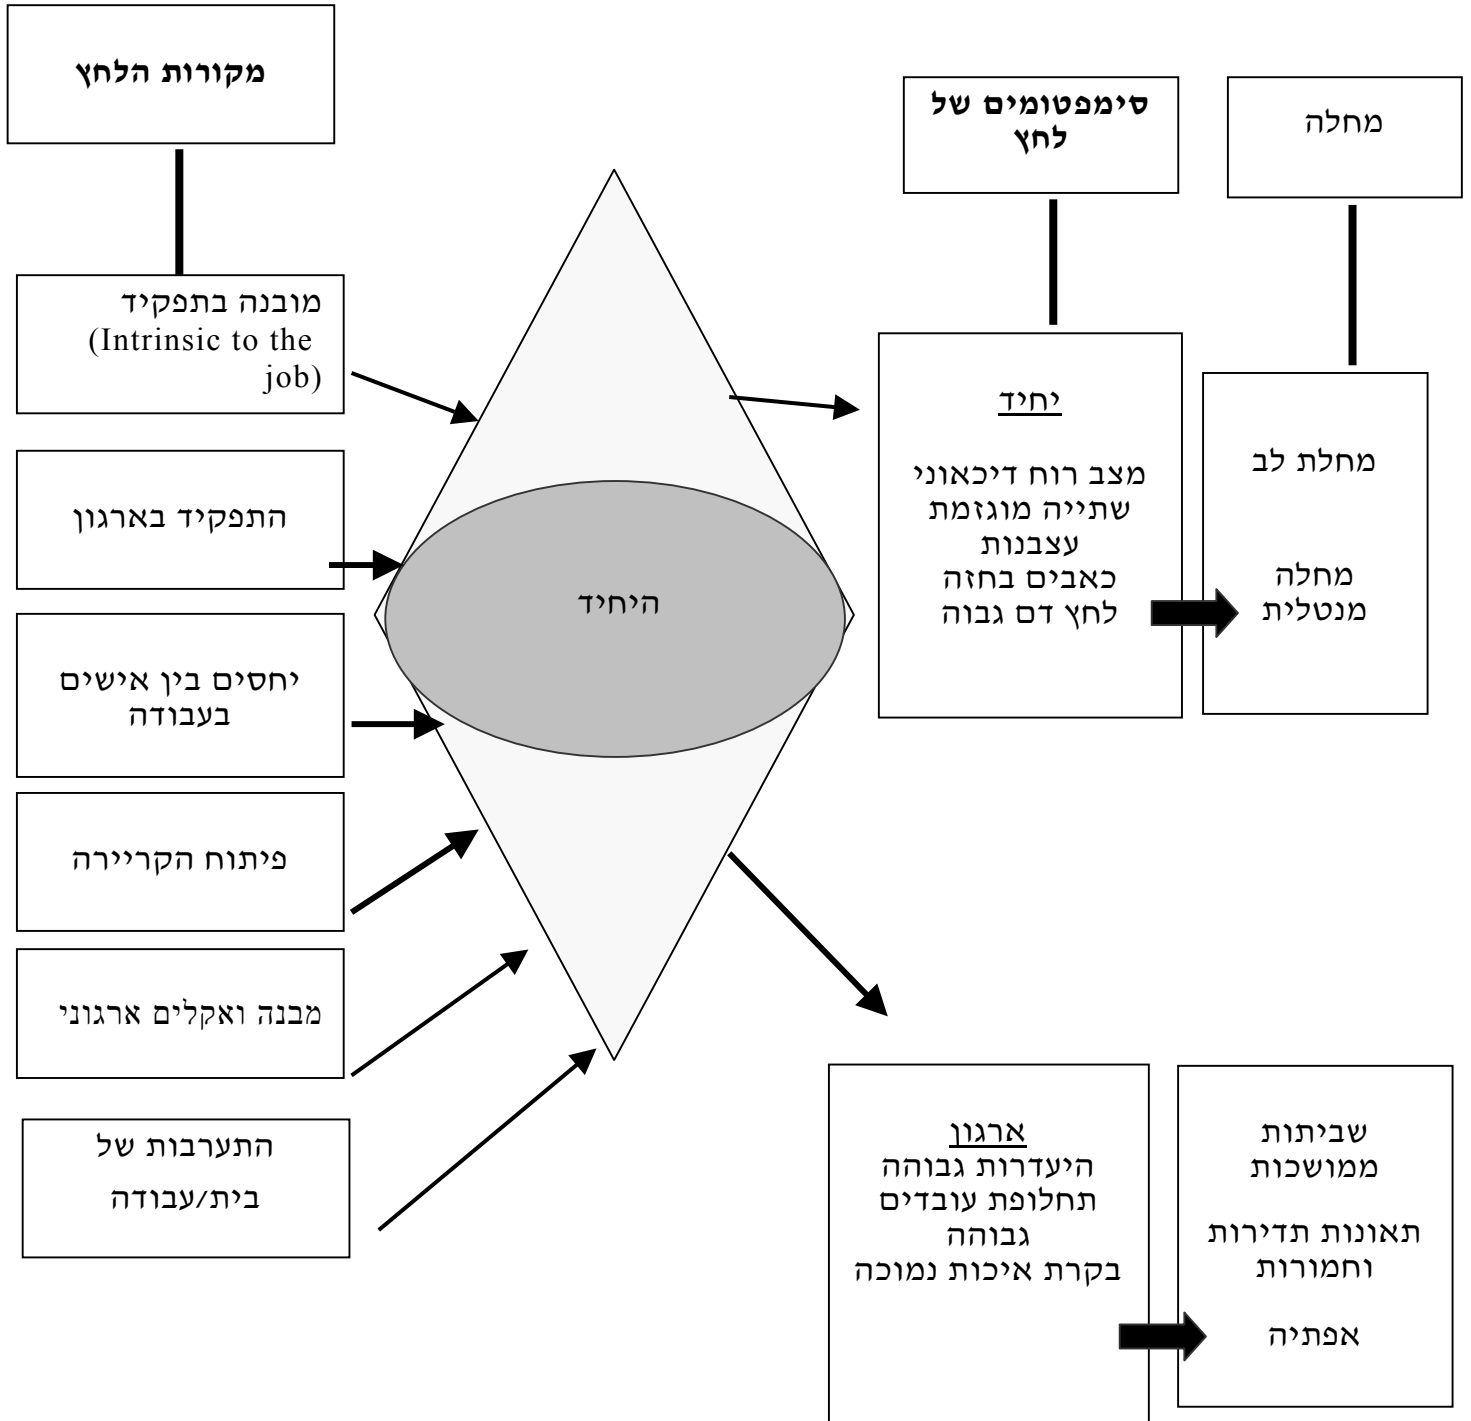 מקורות הלחץ
מובנה בתפקיד
(Intrinsic to the
job)
התפקיד בארגון
יחסים בין אישים
בעבודה
פיתוח הקריירה
מבנה ואקלים ארגוני
התערבות של
בית/עבודה
היחיד
סימפטומים של
לחץ
יחיד
מצב רוח דיכאוני
שתייה מוגזמת
עצבנות
כאבים בחזה
לחץ דם גבוה
מחלה
מחלת לב
מחלה
מנטלית
ארגון
היעדרות גבוהה
תחלופת עובדים
גבוהה
בקרת איכות נמוכה
שביתות
ממושכות
תאונות תדירות
וחמורות
אפתיה